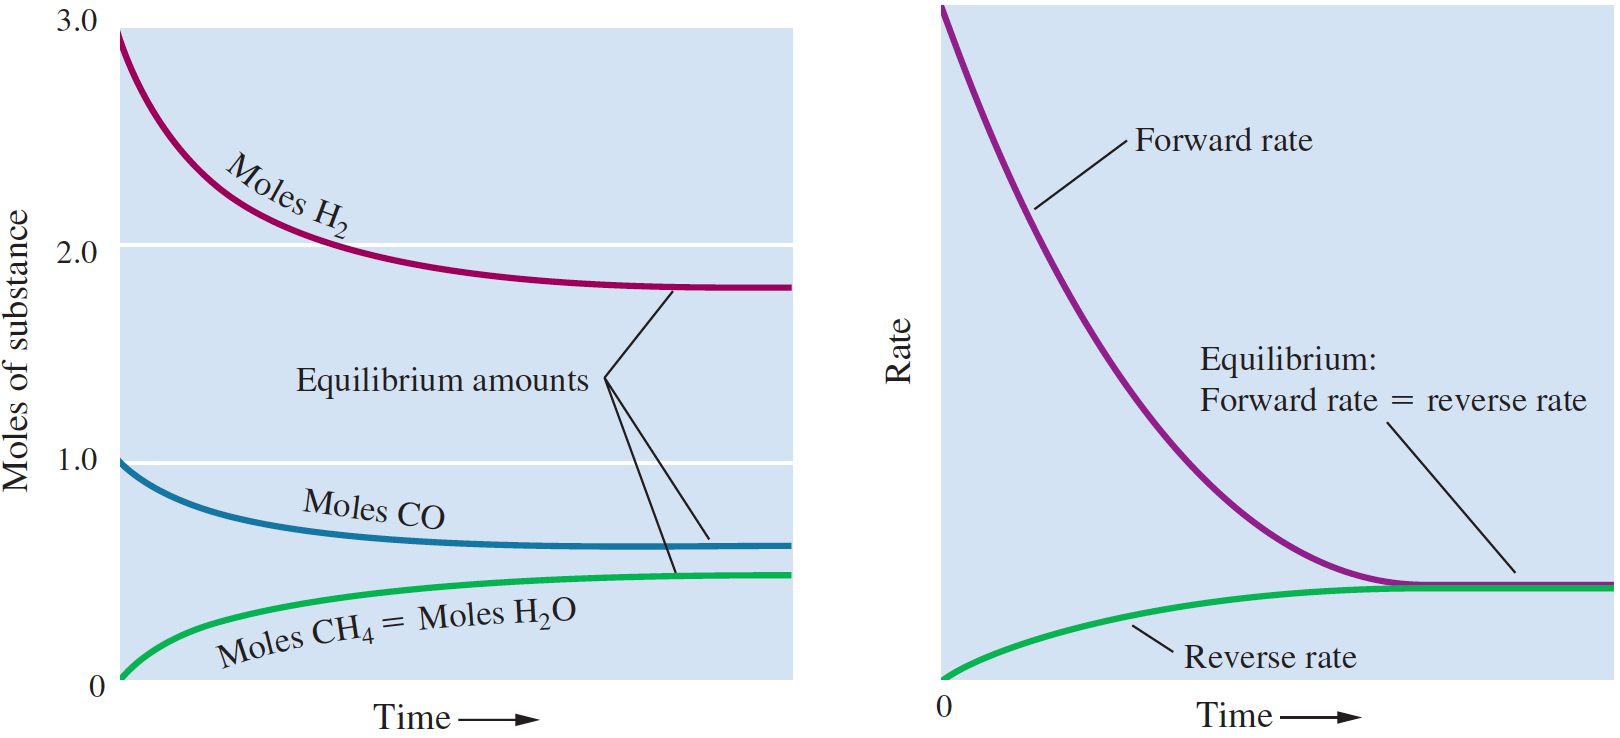 3.0
Moles H₂
2.0
Moles of substance
Equilibrium amounts
1.0
Moles CO
Moles CH₄ = Moles H₂O
0
Time
Forward rate
Rate
Equilibrium:
Forward rate = reverse rate
Reverse rate
0
Time